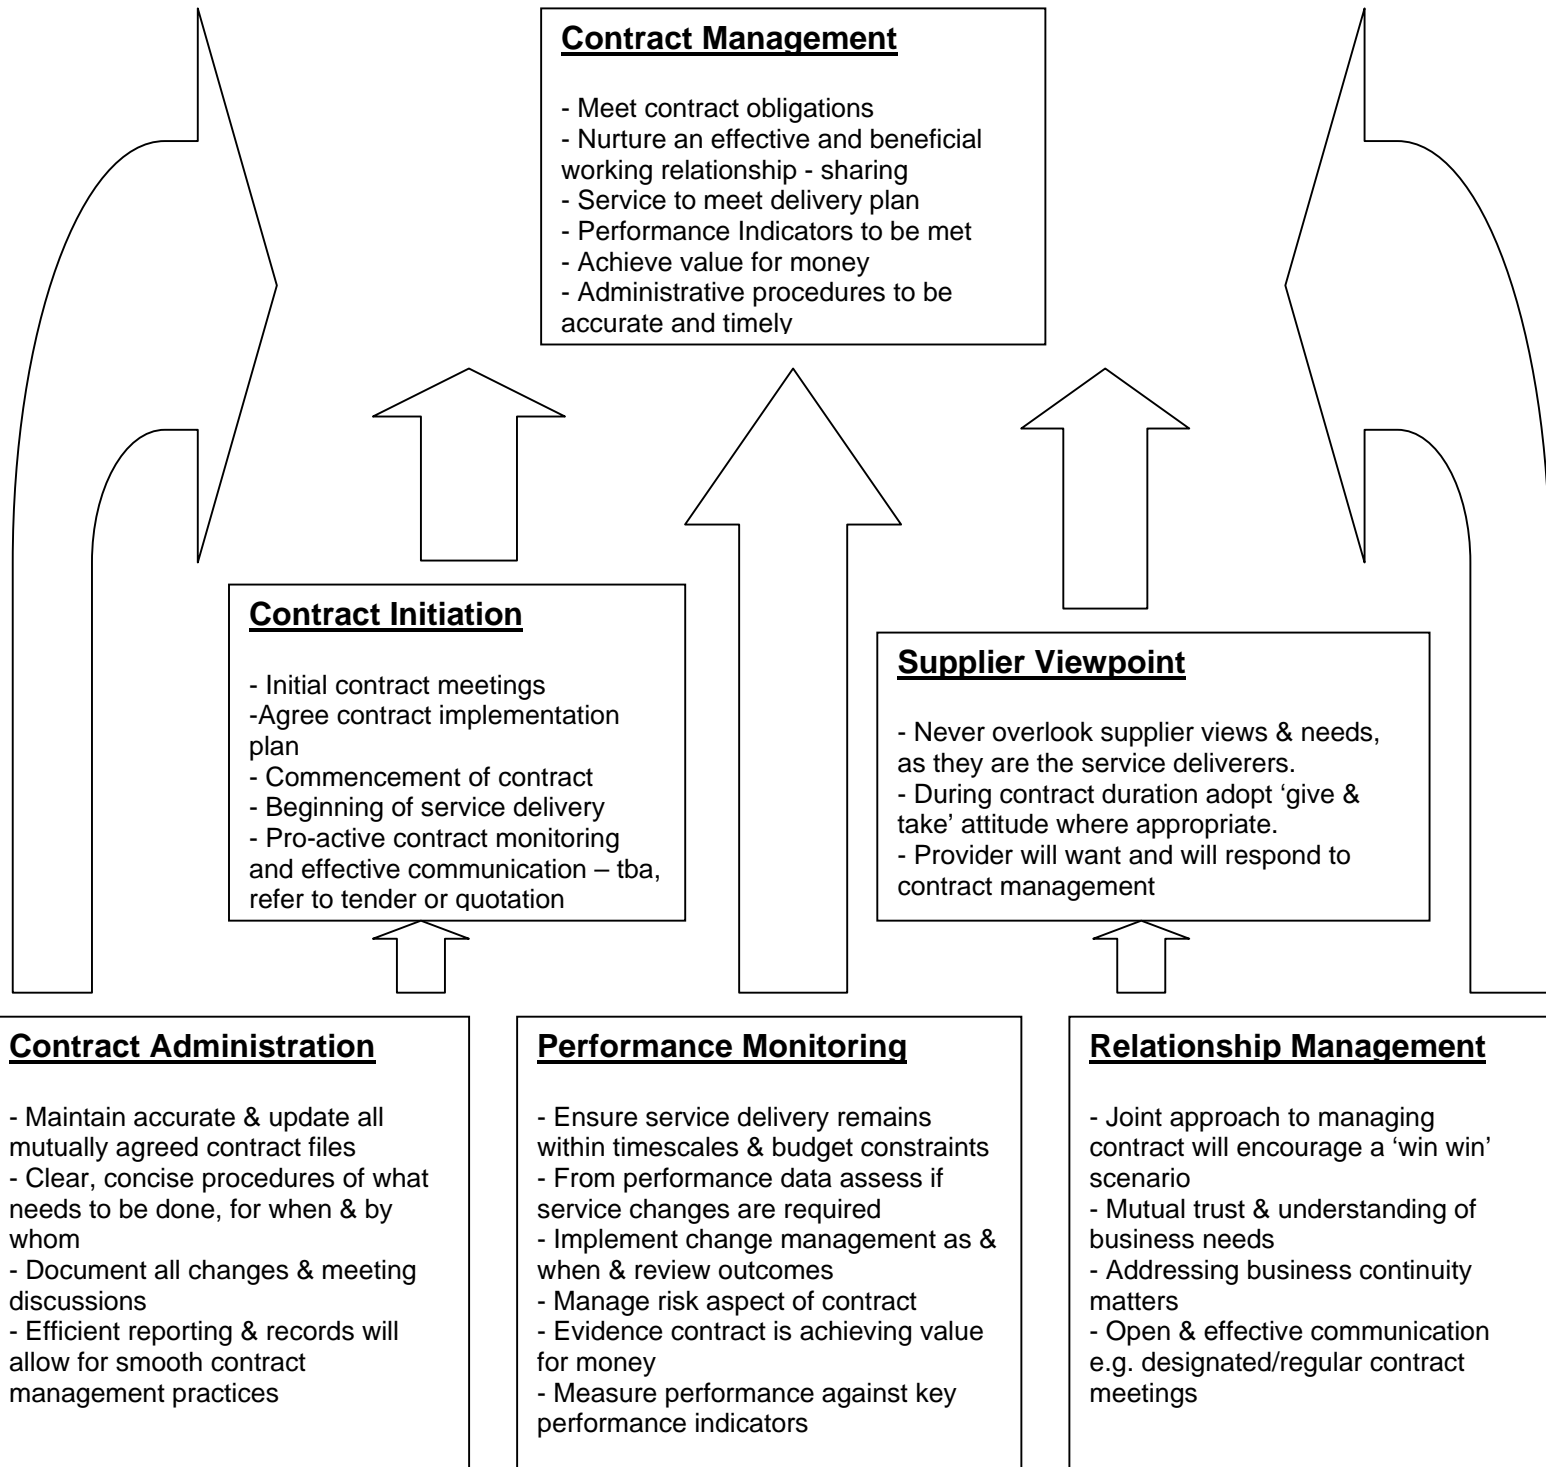 Contract Management
- Meet contract obligations
- Nurture an effective and beneficial
working relationship - sharing
- Service to meet delivery plan
- Performance Indicators to be met
- Achieve value for money
- Administrative procedures to be
accurate and timely
Contract Initiation
- Initial contract meetings
-Agree contract implementation
plan
- Commencement of contract
- Beginning of service delivery
- Pro-active contract monitoring
and effective communication – tba,
refer to tender or quotation
Supplier Viewpoint
- Never overlook supplier views & needs,
as they are the service deliverers.
- During contract duration adopt ‘give &
take’ attitude where appropriate.
- Provider will want and will respond to
contract management
Contract Administration
- Maintain accurate & update all
mutually agreed contract files
- Clear, concise procedures of what
needs to be done, for when & by
whom
- Document all changes & meeting
discussions
- Efficient reporting & records will
allow for smooth contract
management practices
Performance Monitoring
- Ensure service delivery remains
within timescales & budget constraints
- From performance data assess if
service changes are required
- Implement change management as &
when & review outcomes
- Manage risk aspect of contract
- Evidence contract is achieving value
for money
- Measure performance against key
performance indicators
Relationship Management
- Joint approach to managing
contract will encourage a ‘win win’
scenario
- Mutual trust & understanding of
business needs
- Addressing business continuity
matters
- Open & effective communication
e.g. designated/regular contract
meetings